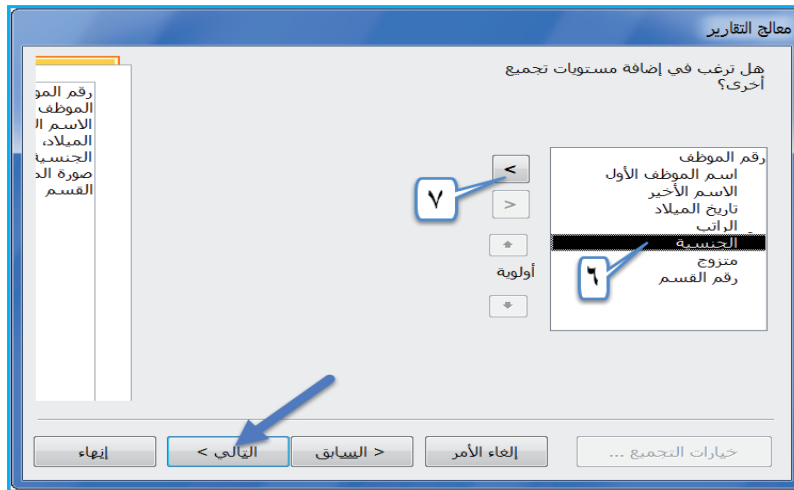 معالج التقارير
هل ترغب في إضافة مستويات تجميع
أخرى؟
رقم الموظف
اسم الموظف الأول
الاسم الأخير
تاريخ الميلاد
الراتب
الجنسية
متزوج
رقم القسم
>
<
أولوية
٦
٧
رقم المو
الموظف
الاسم ال
الميلاد،
الجنسية
صورة الم
القسم
خيارات التجميع ...
إلغاء الأمر
< السابق
التالي >
إنهاء